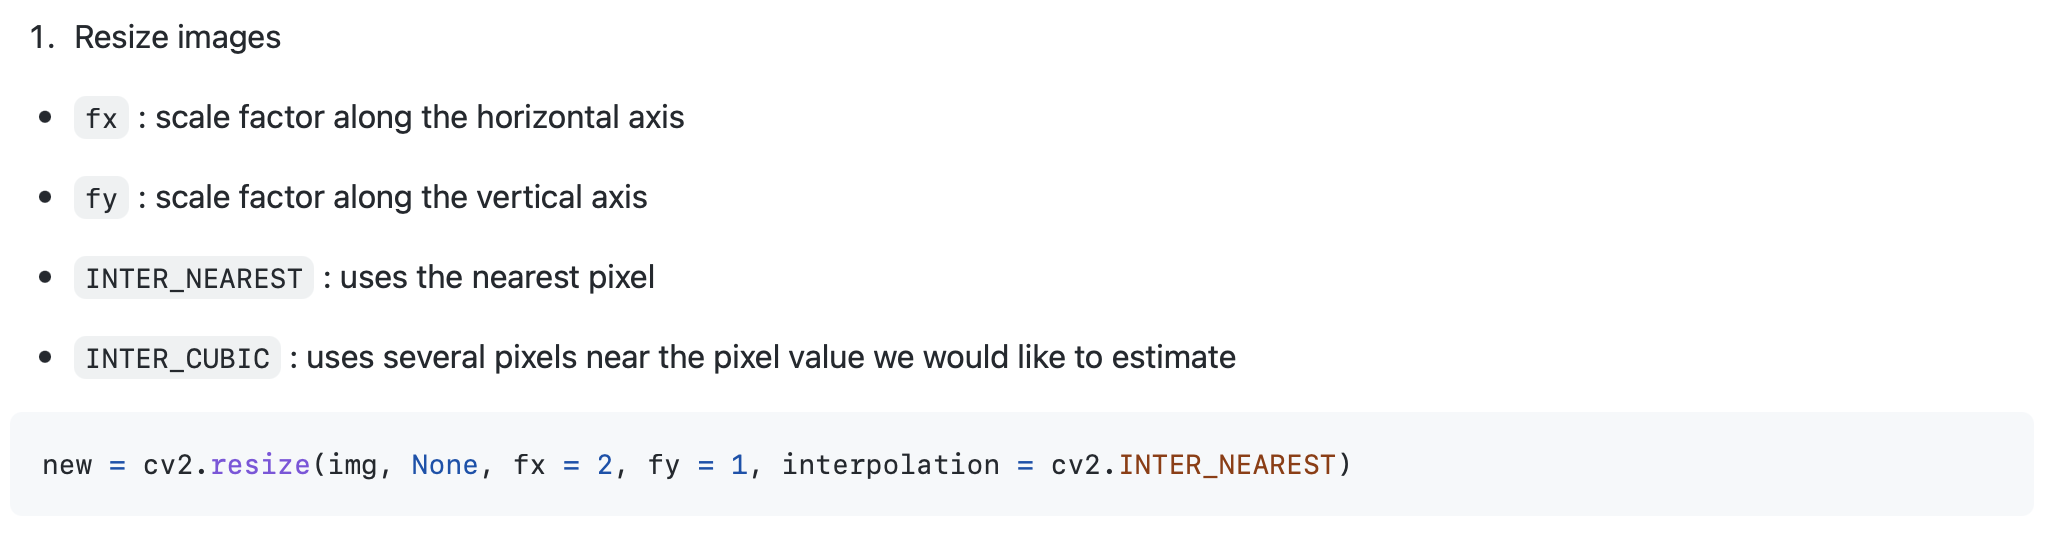 1. Resize images
• fx : scale factor along the horizontal axis
• fy : scale factor along the vertical axis
• INTER_NEAREST : uses the nearest pixel
• INTER_CUBIC : uses several pixels near the pixel value we would like to estimate
new = cv2.resize(img, None, fx = 2, fy = 1, interpolation = cv2.INTER_NEAREST)